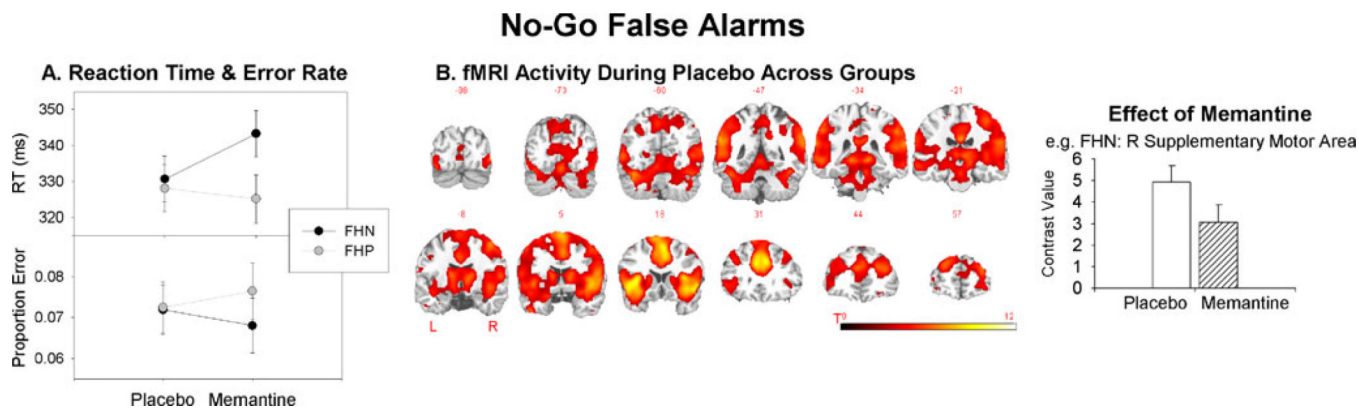 No-Go False Alarms
A. Reaction Time & Error Rate
RT (ms)
350
340
330
320
FHN
FHP
Proportion Error
0.08
0.07
0.06
Placebo Memantine
B. fMRI Activity During Placebo Across Groups
-73 -60 -47 -34 -21
-8 5 18 31 44 57
L R
T 0 12
Effect of Memantine
e.g. FHN: R Supplementary Motor Area
Contrast Value
6
5
4
3
2
1
0
Placebo Memantine